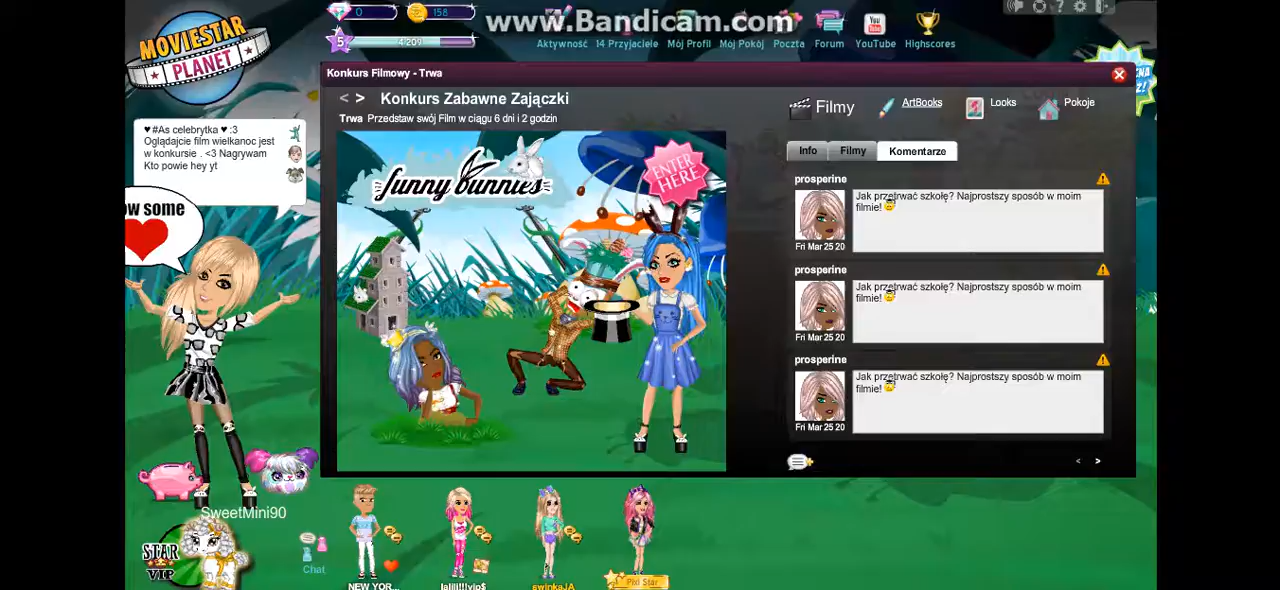 www.Bandicam.com
MOVIESTAR
PLANET
0
158
5
4.209
Aktywność
14 Przyjaciele
Mój Profil
Mój Pokój
Poczta
Forum
You Tube
YouTube
Highscores
Konkurs Filmowy - Trwa
< > Konkurs Zabawne Zajączki
Trwa Przedstaw swój Film w ciągu 6 dni i 2 godzin
Filmy
ArtBooks
Looks
Pokoje
♥ #As celebrytka ♥ :3
Oglądajcie film wielkanoc jest
w konkursie . <3 Nagrywam
Kto powie hey yt
ow some
funny bunnies
ENTER
HERE
Info
Filmy
Komentarze
prosperine
Jak przetrwać szkołę? Najprostszy sposób w moim
filmie!
Fri Mar 25 20
prosperine
Jak przetrwać szkołę? Najprostszy sposób w moim
filmie!
Fri Mar 25 20
prosperine
Jak przetrwać szkołę? Najprostszy sposób w moim
filmie!
Fri Mar 25 20
< >
SweetMini90
STAR
VIP
Chat
NEW YOR...
swinkaJA
Pixi Star